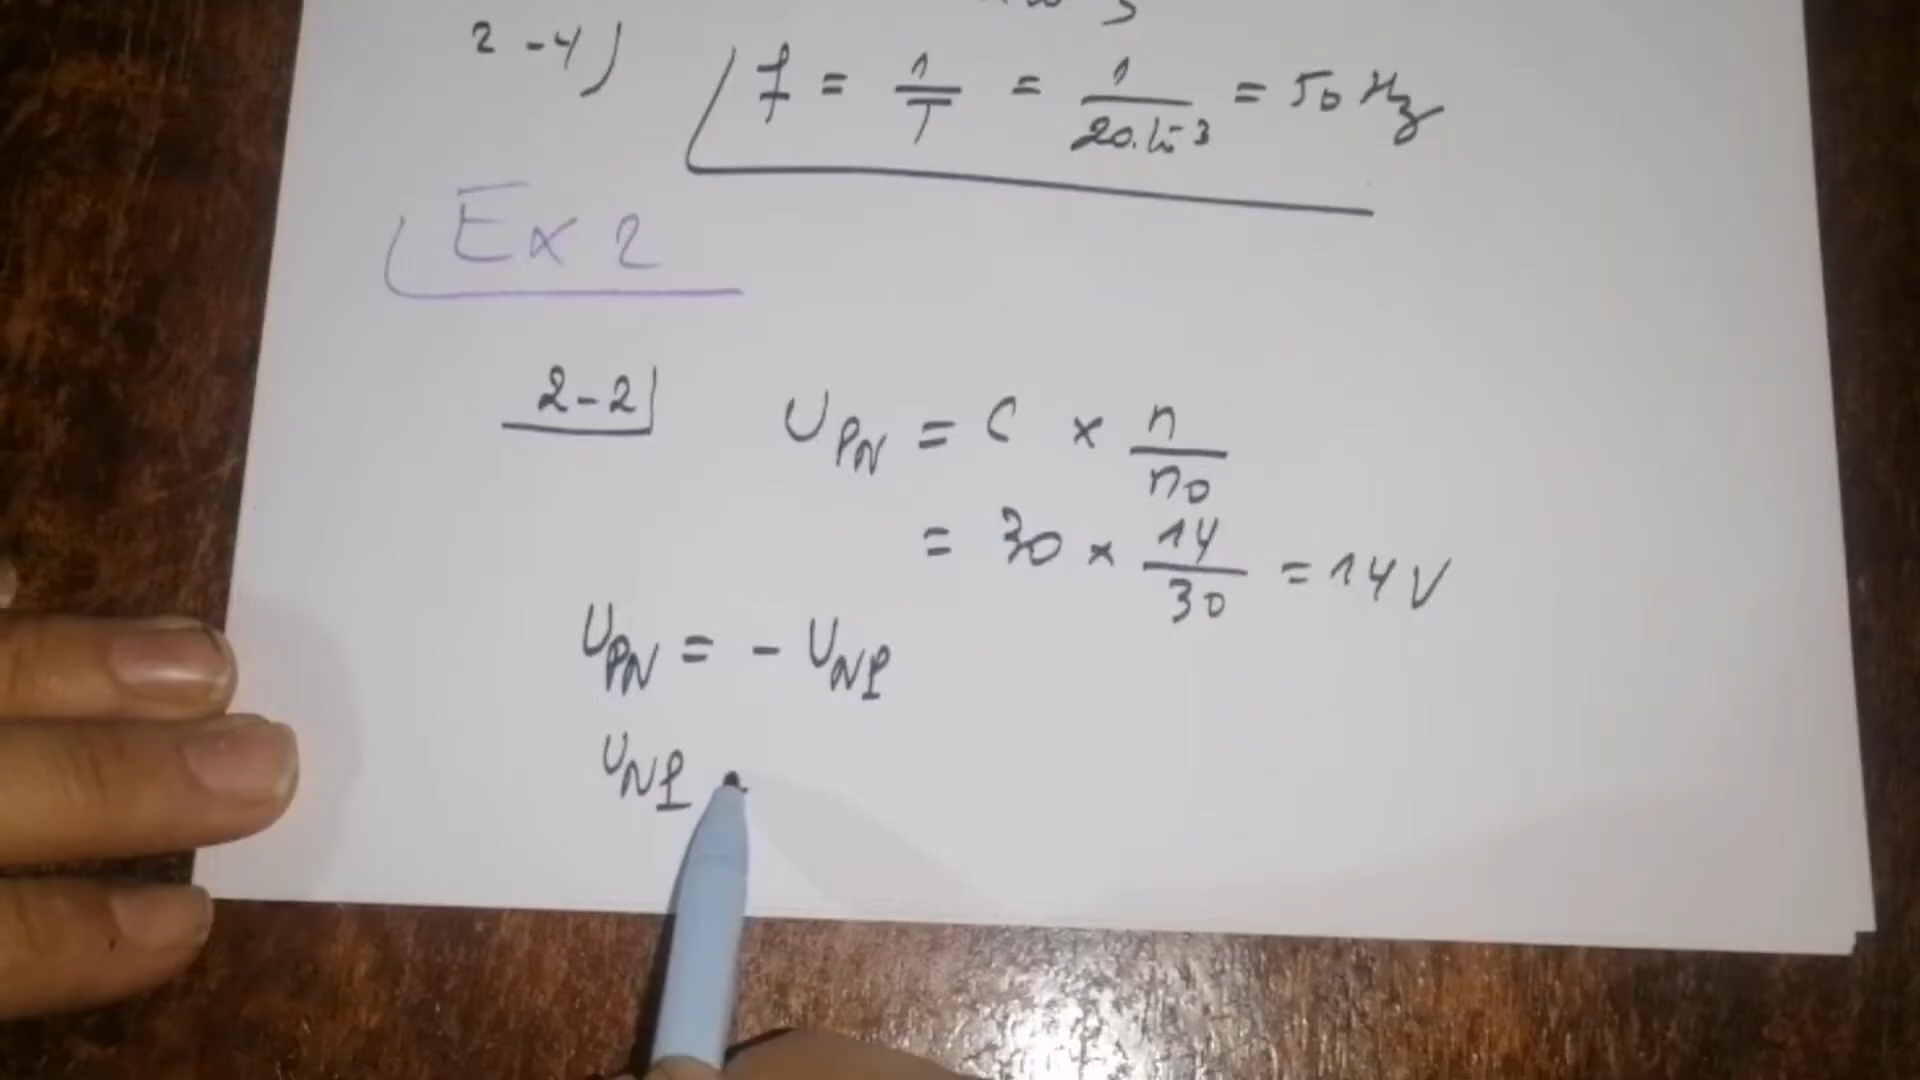 2-4) f = 1/T = 1/20.10⁻³ = 50 Hz
Ex 2
2-2) U_PN = C × n/n₀
= 30 × 14/30 = 14V
U_PN = - U_NP
U_NP